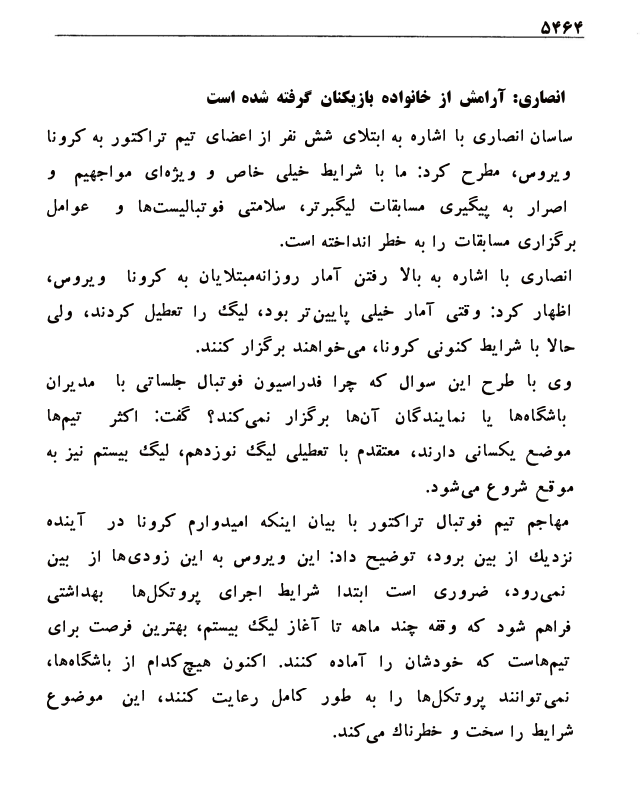 ۵۴۶۴
انصاری: آرامش از خانواده بازیکنان گرفته شده است
ساسان انصاری با اشاره به ابتلای شش نفر از اعضای تیم تراکتور به کرونا
ویروس، مطرح کرد: ما با شرایط خیلی خاص و ویژه‌ای مواجهیم و
اصرار به پیگیری مسابقات لیگبرتر، سلامتی فوتبالیست‌ها و عوامل
برگزاری مسابقات را به خطر انداخته است.
انصاری با اشاره به بالا رفتن آمار روزانه‌مبتلایان به کرونا ویروس،
اظهار کرد: وقتی آمار خیلی پایین‌تر بود، لیگ را تعطیل کردند، ولی
حالا با شرایط کنونی کرونا، می‌خواهند برگزار کنند.
وی با طرح این سوال که چرا فدراسیون فوتبال جلساتی با مدیران
باشگاه‌ها یا نمایندگان آن‌ها برگزار نمی‌کند؟ گفت: اکثر تیم‌ها
موضع یکسانی دارند، معتقدم با تعطیلی لیگ نوزدهم، لیگ بیستم نیز به
موقع شروع می‌شود.
مهاجم تیم فوتبال تراکتور با بیان اینکه امیدوارم کرونا در آینده
نزدیك از بین برود، توضیح داد: این ویروس به این زودی‌ها از بین
نمی‌رود، ضروری است ابتدا شرایط اجرای پروتکل‌ها بهداشتی
فراهم شود که وقفه چند ماهه تا آغاز لیگ بیستم، بهترین فرصت برای
تیم‌هاست که خودشان را آماده کنند. اکنون هیچ‌کدام از باشگاه‌ها،
نمی‌توانند پروتکل‌ها را به طور کامل رعایت کنند، این موضوع
شرایط را سخت و خطرناك می‌کند.